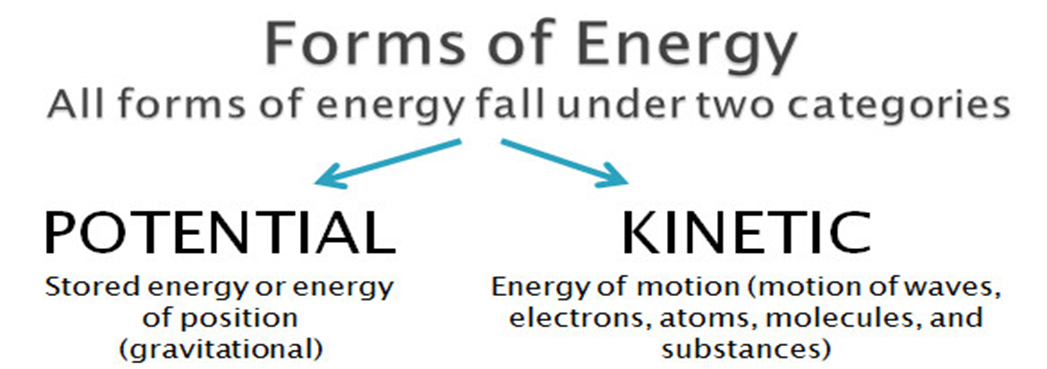 Forms of Energy
All forms of energy fall under two categories
POTENTIAL
Stored energy or energy
of position
(gravitational)
KINETIC
Energy of motion (motion of waves,
electrons, atoms, molecules, and
substances)